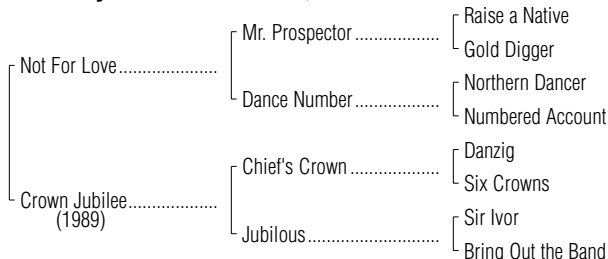 Raise a Native
Mr. Prospector ..................
Gold Digger
Not For Love.....................
Northern Dancer
Dance Number .................
Numbered Account
Danzig
Chief's Crown ...................
Six Crowns
Crown Jubilee...................
(1989)
Sir Ivor
Jubilous............................
Bring Out the Band